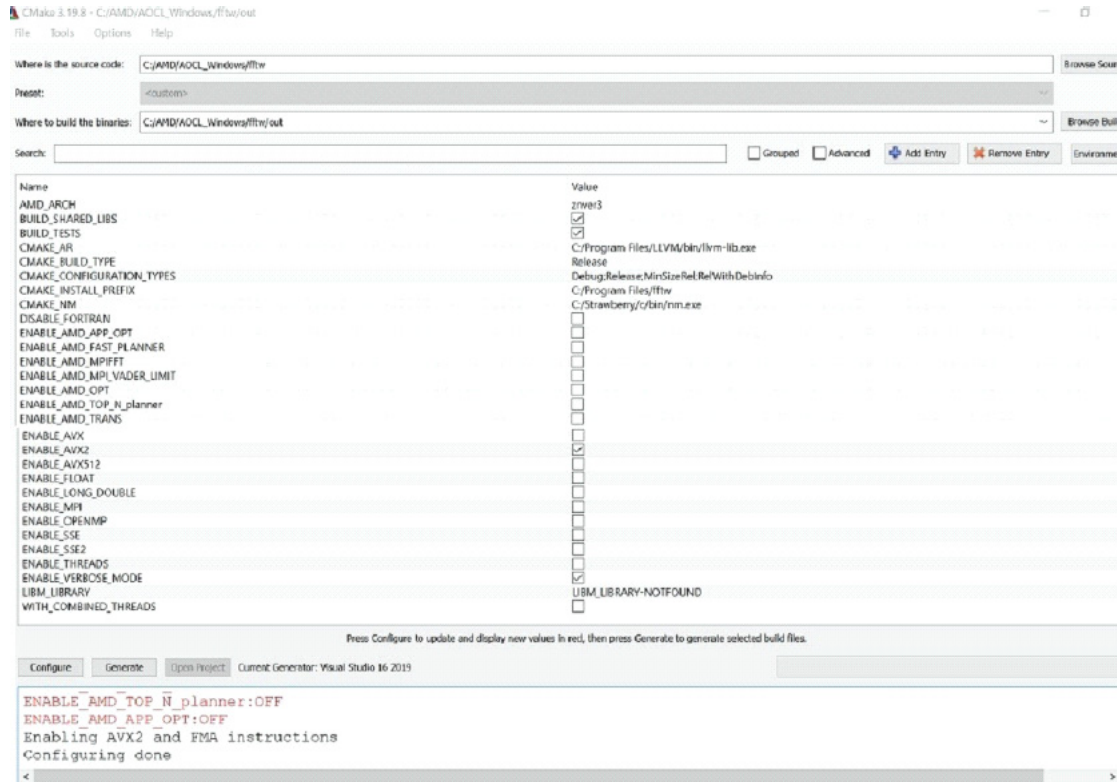 CMake 3.19.8 - C:/AMD/AOCL_Windows/fftw/out
File Tools Options Help
Where is the source code: C:/AMD/AOCL_Windows/fftw Browse Sour
Preset: <custom>
Where to build the binaries: C:/AMD/AOCL_Windows/fftw/out Browse Buil
Search: Grouped Advanced Add Entry Remove Entry Environme
Name Value
AMD_ARCH znver3
BUILD_SHARED_LIBS
BUILD_TESTS
CMAKE_AR C:/Program Files/LLVM/bin/llvm-lib.exe
CMAKE_BUILD_TYPE Release
CMAKE_CONFIGURATION_TYPES Debug;Release;MinSizeRel;RelWithDebInfo
CMAKE_INSTALL_PREFIX C:/Program Files/fftw
CMAKE_NM C:/Strawberry/c/bin/nm.exe
DISABLE_FORTRAN
ENABLE_AMD_APP_OPT
ENABLE_AMD_FAST_PLANNER
ENABLE_AMD_MPIFFT
ENABLE_AMD_MPI_VADER_LIMIT
ENABLE_AMD_OPT
ENABLE_AMD_TOP_N_planner
ENABLE_AMD_TRANS
ENABLE_AVX
ENABLE_AVX2
ENABLE_AVX512
ENABLE_FLOAT
ENABLE_LONG_DOUBLE
ENABLE_MPI
ENABLE_OPENMP
ENABLE_SSE
ENABLE_SSE2
ENABLE_THREADS
ENABLE_VERBOSE_MODE
LIBM_LIBRARY LIBM_LIBRARY-NOTFOUND
WITH_COMBINED_THREADS
Press Configure to update and display new values in red, then press Generate to generate selected build files.
Configure Generate Open Project Current Generator: Visual Studio 16 2019
ENABLE_AMD_TOP_N_planner:OFF
ENABLE_AMD_APP_OPT:OFF
Enabling AVX2 and FMA instructions
Configuring done